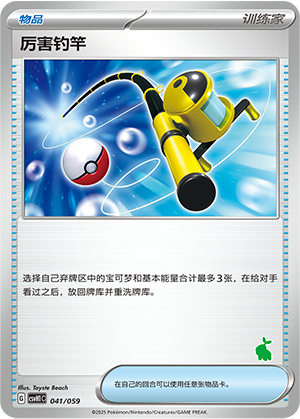 物品 训练家
厉害钓竿
选择自己弃牌区中的宝可梦和基本能量合计最多3张，在给对手
看过之后，放回牌库并重洗牌库。
Illus. Toyste Beach
G CSVM1C 041/059
在自己的回合可以使用任意张物品卡。
©2025 Pokémon/Nintendo/Creatures/GAME FREAK.